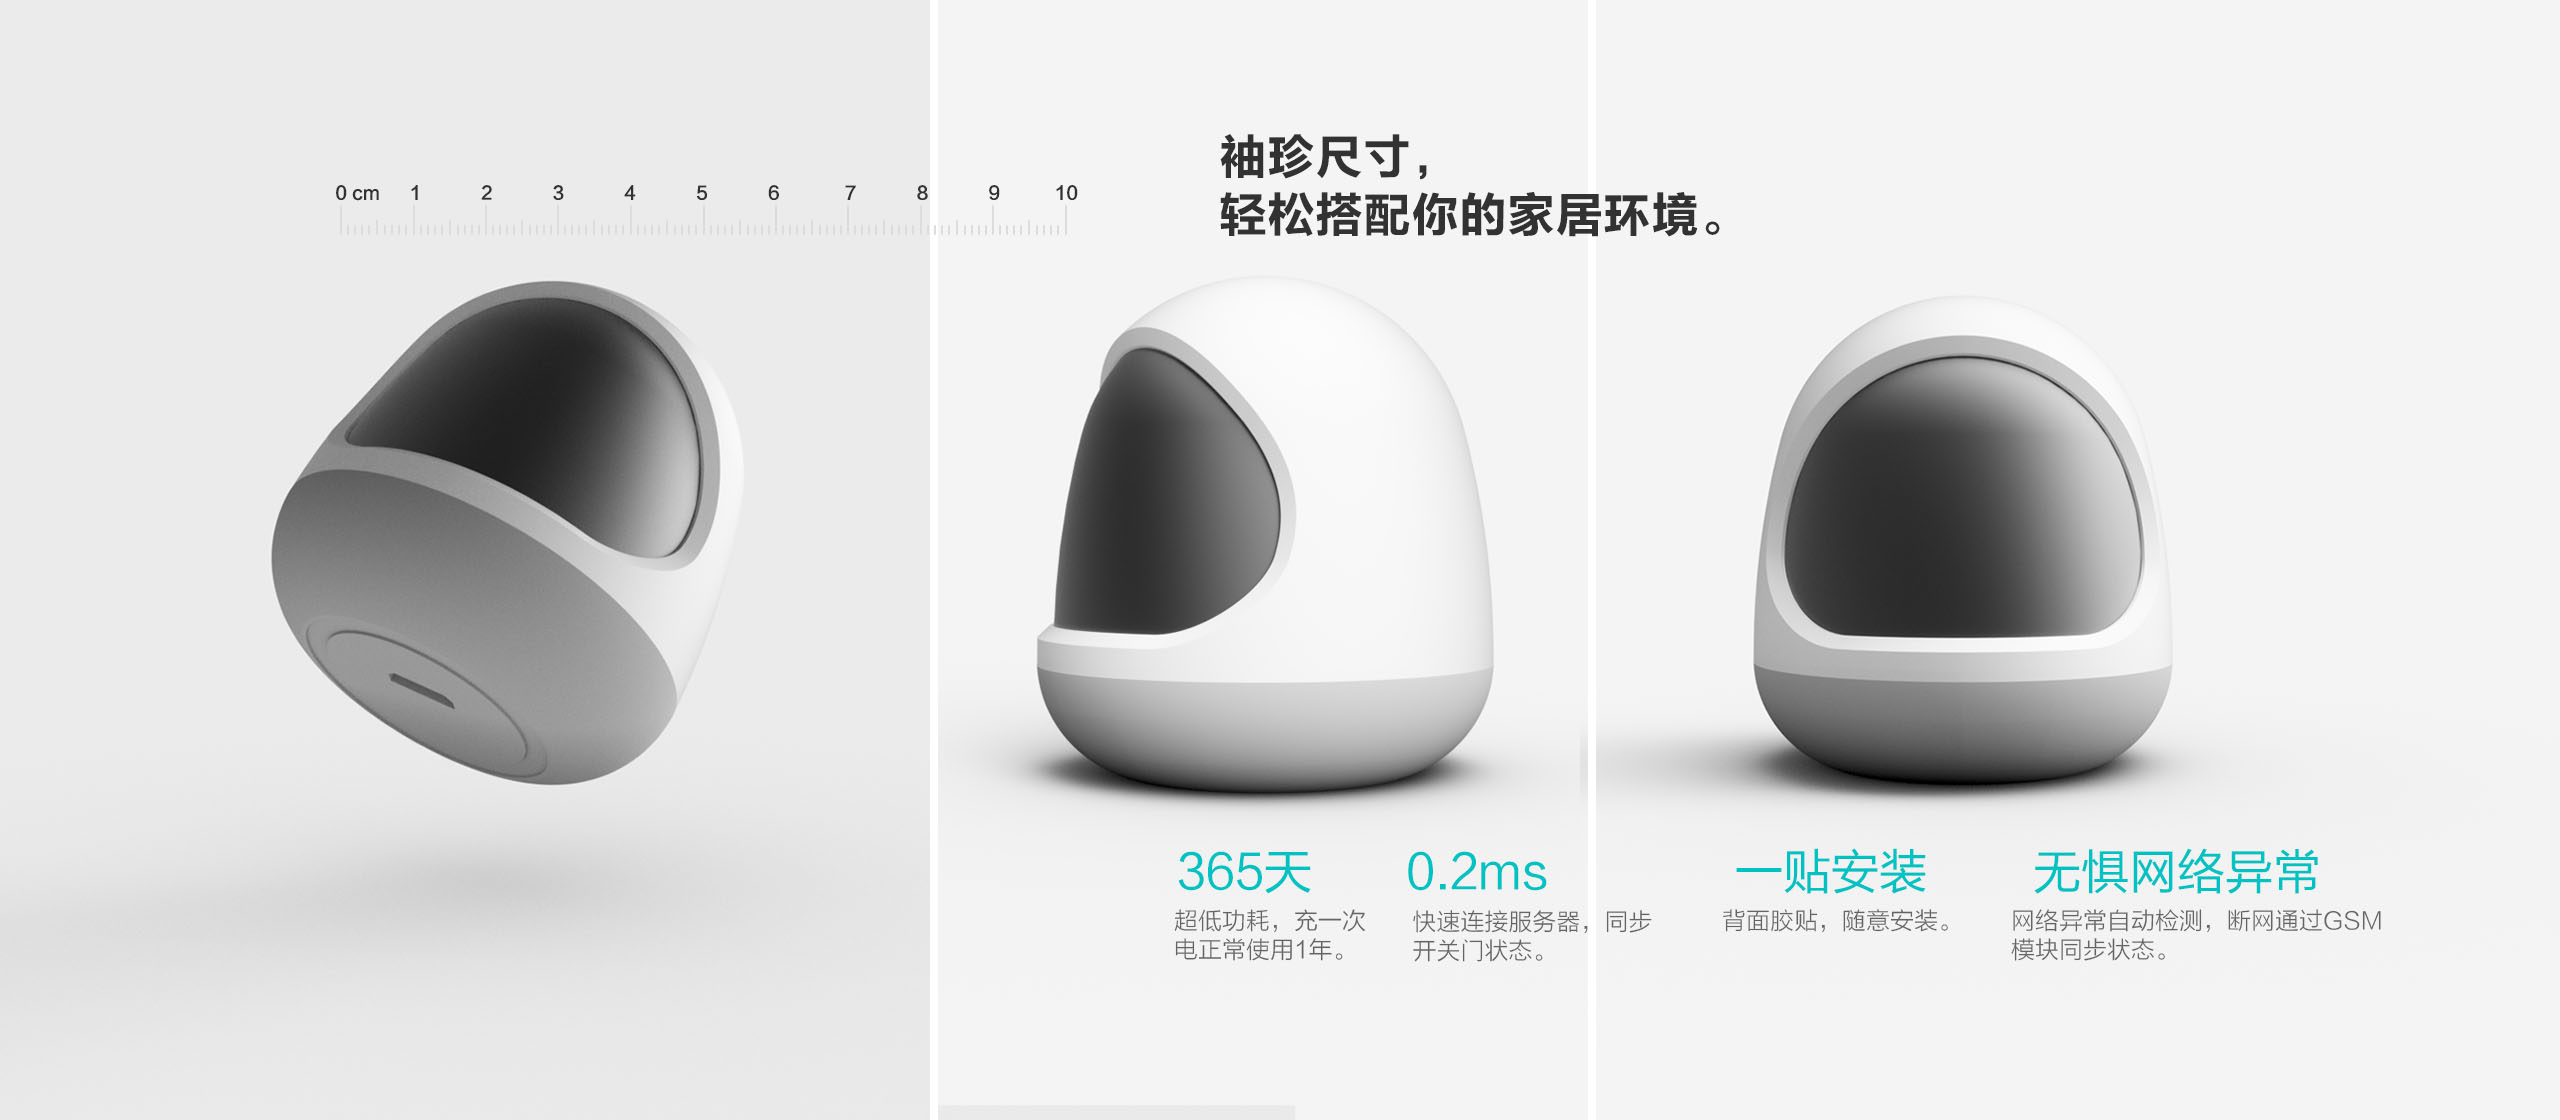 0 cm 1 2 3 4 5 6 7 8 9 10
袖珍尺寸，
轻松搭配你的家居环境。
365天
超低功耗，充一次
电正常使用1年。
0.2ms
快速连接服务器，同步
开关门状态。
一贴安装
背面胶贴，随意安装。
无惧网络异常
网络异常自动检测，断网通过GSM
模块同步状态。